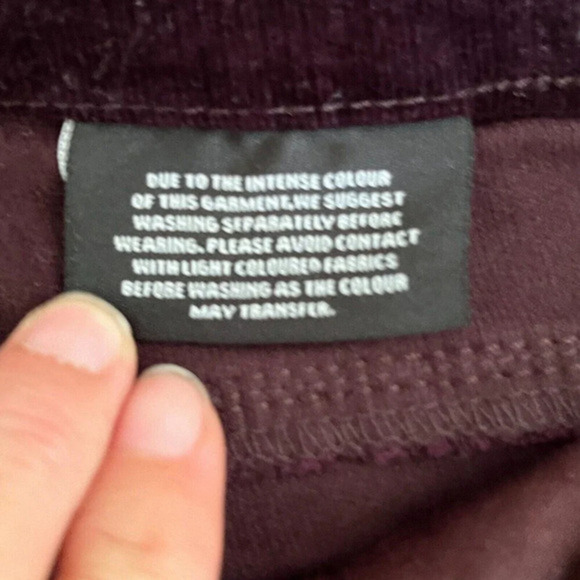 DUE TO THE INTENSE COLOUR
OF THIS GARMENT,WE SUGGEST
WASHING SEPARATELY BEFORE
WEARING. PLEASE AVOID CONTACT
WITH LIGHT COLOURED FABRICS
BEFORE WASHING AS THE COLOUR
MAY TRANSFER.